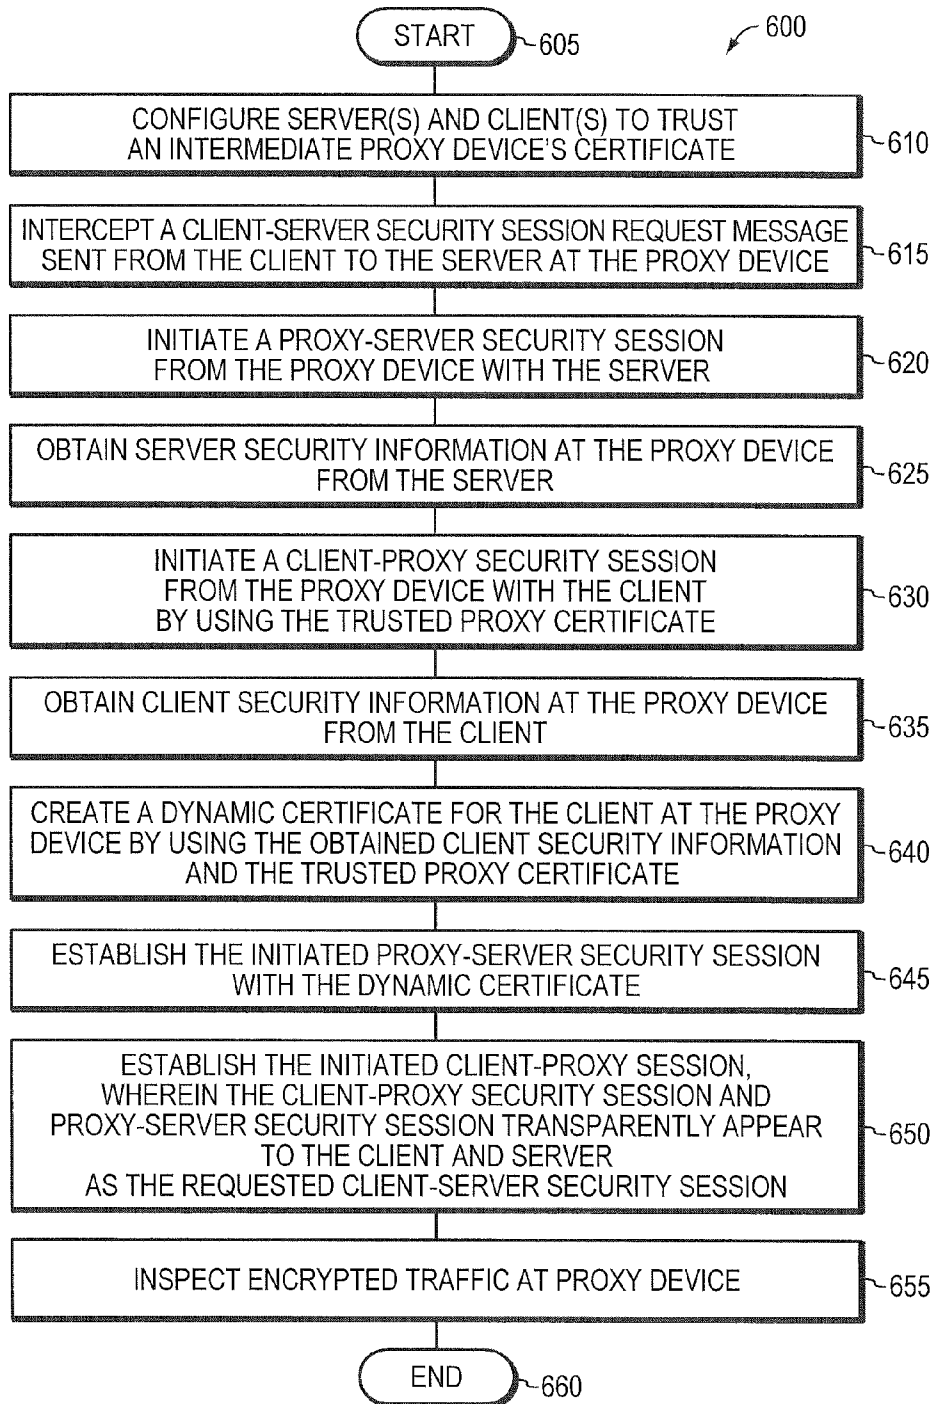 START
605
600
CONFIGURE SERVER(S) AND CLIENT(S) TO TRUST
AN INTERMEDIATE PROXY DEVICE'S CERTIFICATE
610
INTERCEPT A CLIENT-SERVER SECURITY SESSION REQUEST MESSAGE
SENT FROM THE CLIENT TO THE SERVER AT THE PROXY DEVICE
615
INITIATE A PROXY-SERVER SECURITY SESSION
FROM THE PROXY DEVICE WITH THE SERVER
620
OBTAIN SERVER SECURITY INFORMATION AT THE PROXY DEVICE
FROM THE SERVER
625
INITIATE A CLIENT-PROXY SECURITY SESSION
FROM THE PROXY DEVICE WITH THE CLIENT
BY USING THE TRUSTED PROXY CERTIFICATE
630
OBTAIN CLIENT SECURITY INFORMATION AT THE PROXY DEVICE
FROM THE CLIENT
635
CREATE A DYNAMIC CERTIFICATE FOR THE CLIENT AT THE PROXY
DEVICE BY USING THE OBTAINED CLIENT SECURITY INFORMATION
AND THE TRUSTED PROXY CERTIFICATE
640
ESTABLISH THE INITIATED PROXY-SERVER SECURITY SESSION
WITH THE DYNAMIC CERTIFICATE
645
ESTABLISH THE INITIATED CLIENT-PROXY SESSION,
WHEREIN THE CLIENT-PROXY SECURITY SESSION AND
PROXY-SERVER SECURITY SESSION TRANSPARENTLY APPEAR
TO THE CLIENT AND SERVER
AS THE REQUESTED CLIENT-SERVER SECURITY SESSION
650
INSPECT ENCRYPTED TRAFFIC AT PROXY DEVICE
655
END
660